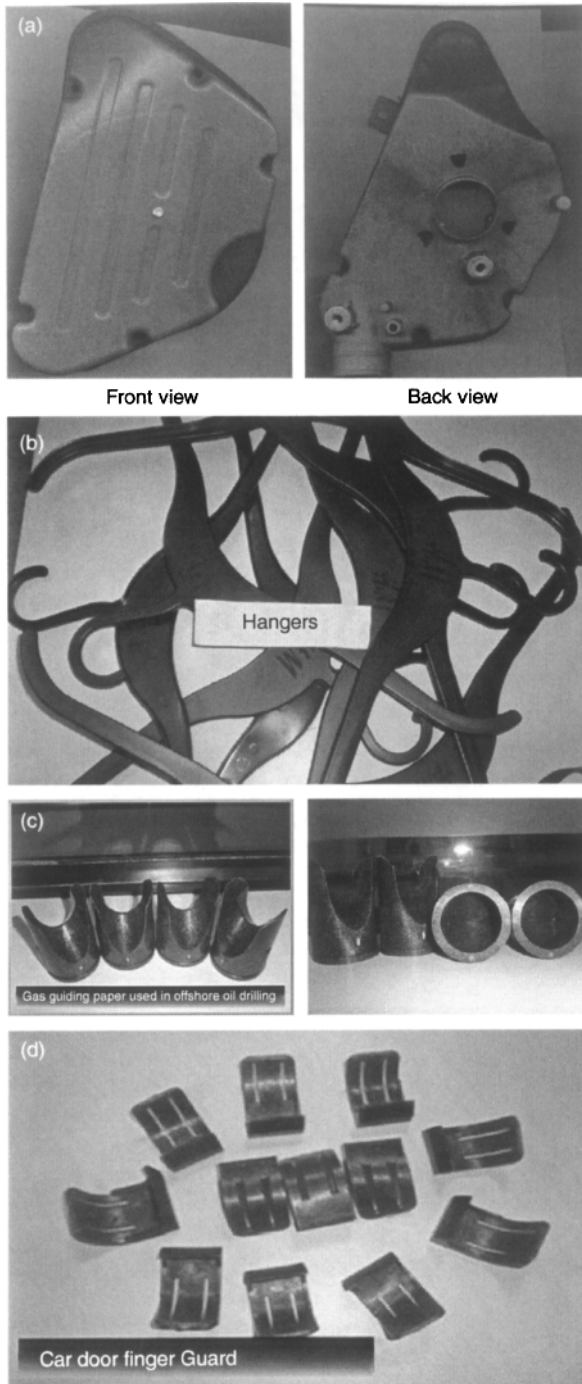 (a)
Front view
Back view
(b)
Hangers
(c)
Gas guiding paper used in offshore oil drilling
(d)
Car door finger Guard